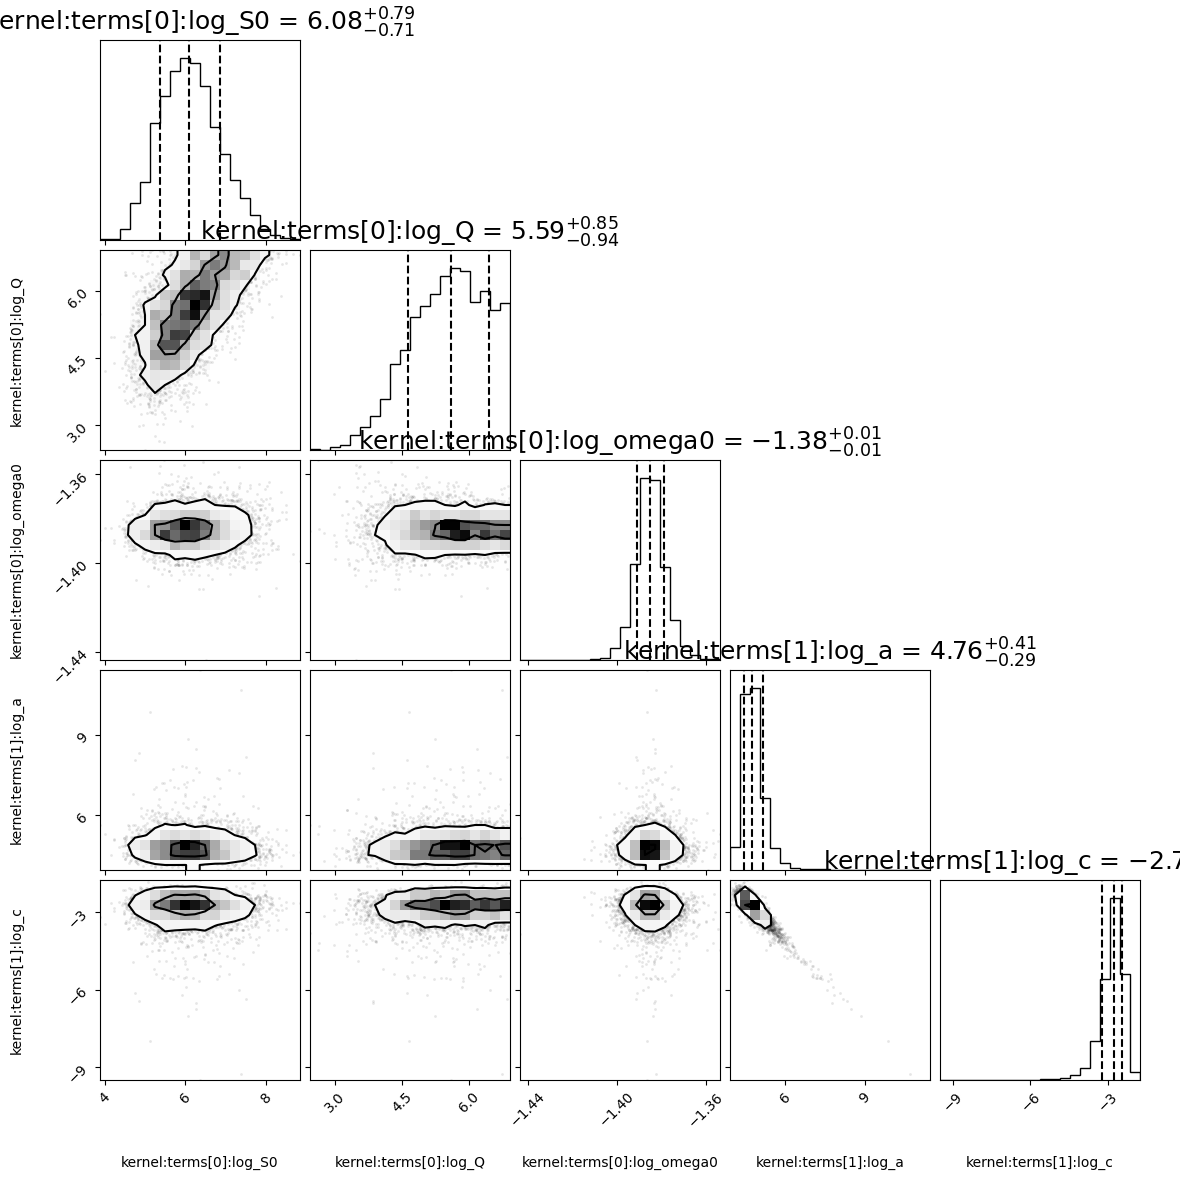 ernel:terms[0]:log_S0 = 6.08+0.79−0.71
kernel:terms[0]:log_Q = 5.59+0.85−0.94
kernel:terms[0]:log_Q
6.0
4.5
3.0
kernel:terms[0]:log_omega0 = −1.38+0.01−0.01
kernel:terms[0]:log_omega0
−1.36
−1.40
−1.44
kernel:terms[1]:log_a = 4.76+0.41−0.29
kernel:terms[1]:log_a
9
6
kernel:terms[1]:log_c = −2.7
kernel:terms[1]:log_c
−3
−6
−9
4 6 8 3.0 4.5 6.0 −1.44 −1.40 −1.36 6 9 −9 −6 −3
kernel:terms[0]:log_S0 kernel:terms[0]:log_Q kernel:terms[0]:log_omega0 kernel:terms[1]:log_a kernel:terms[1]:log_c